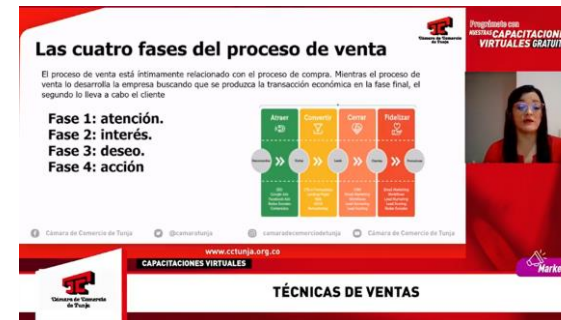 Cámara de Comercio
de Tunja
Prográmate con
NUESTRAS CAPACITACIONES
VIRTUALES GRATUIT
Las cuatro fases del proceso de venta
El proceso de venta está íntimamente relacionado con el proceso de compra. Mientras el proceso de
venta lo desarrolla la empresa buscando que se produzca la transacción económica en la fase final, el
segundo lo lleva a cabo el cliente
Fase 1: atención.
Fase 2: interés.
Fase 3: deseo.
Fase 4: acción
Atraer
Convertir
Cerrar
Fidelizar
Cámara de Comercio de Tunja
@camaratunja
camaradecomerciodetunja
Cámara de Comercio de Tunja
www.cctunja.org.co
CAPACITACIONES VIRTUALES
Marke
Cámara de Comercio
de Tunja
TÉCNICAS DE VENTAS